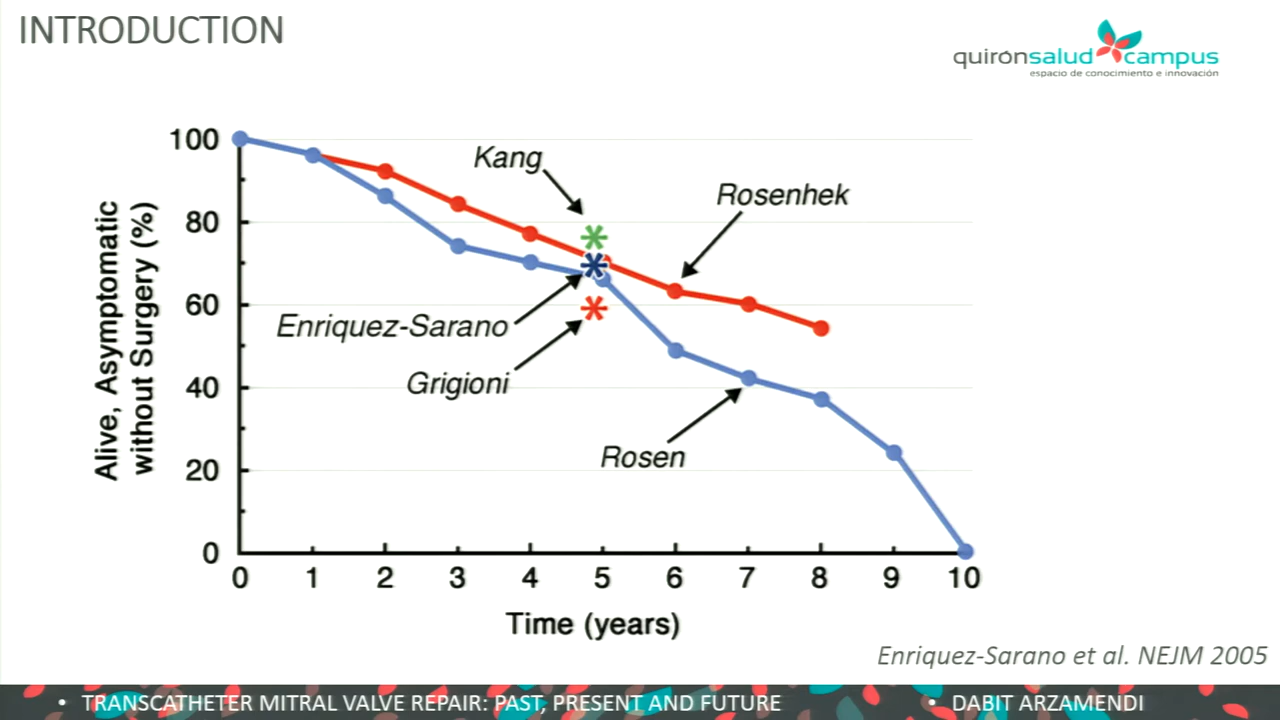 INTRODUCTION
quirónsalud campus
espacio de conocimiento e innovación
Alive, Asymptomatic
without Surgery (%)
100
80
60
40
20
0
Kang
Rosenhek
Enriquez-Sarano
Grigioni
Rosen
0 1 2 3 4 5 6 7 8 9 10
Time (years)
Enriquez-Sarano et al. NEJM 2005
• TRANSCATHETER MITRAL VALVE REPAIR: PAST, PRESENT AND FUTURE
• DABIT ARZAMENDI